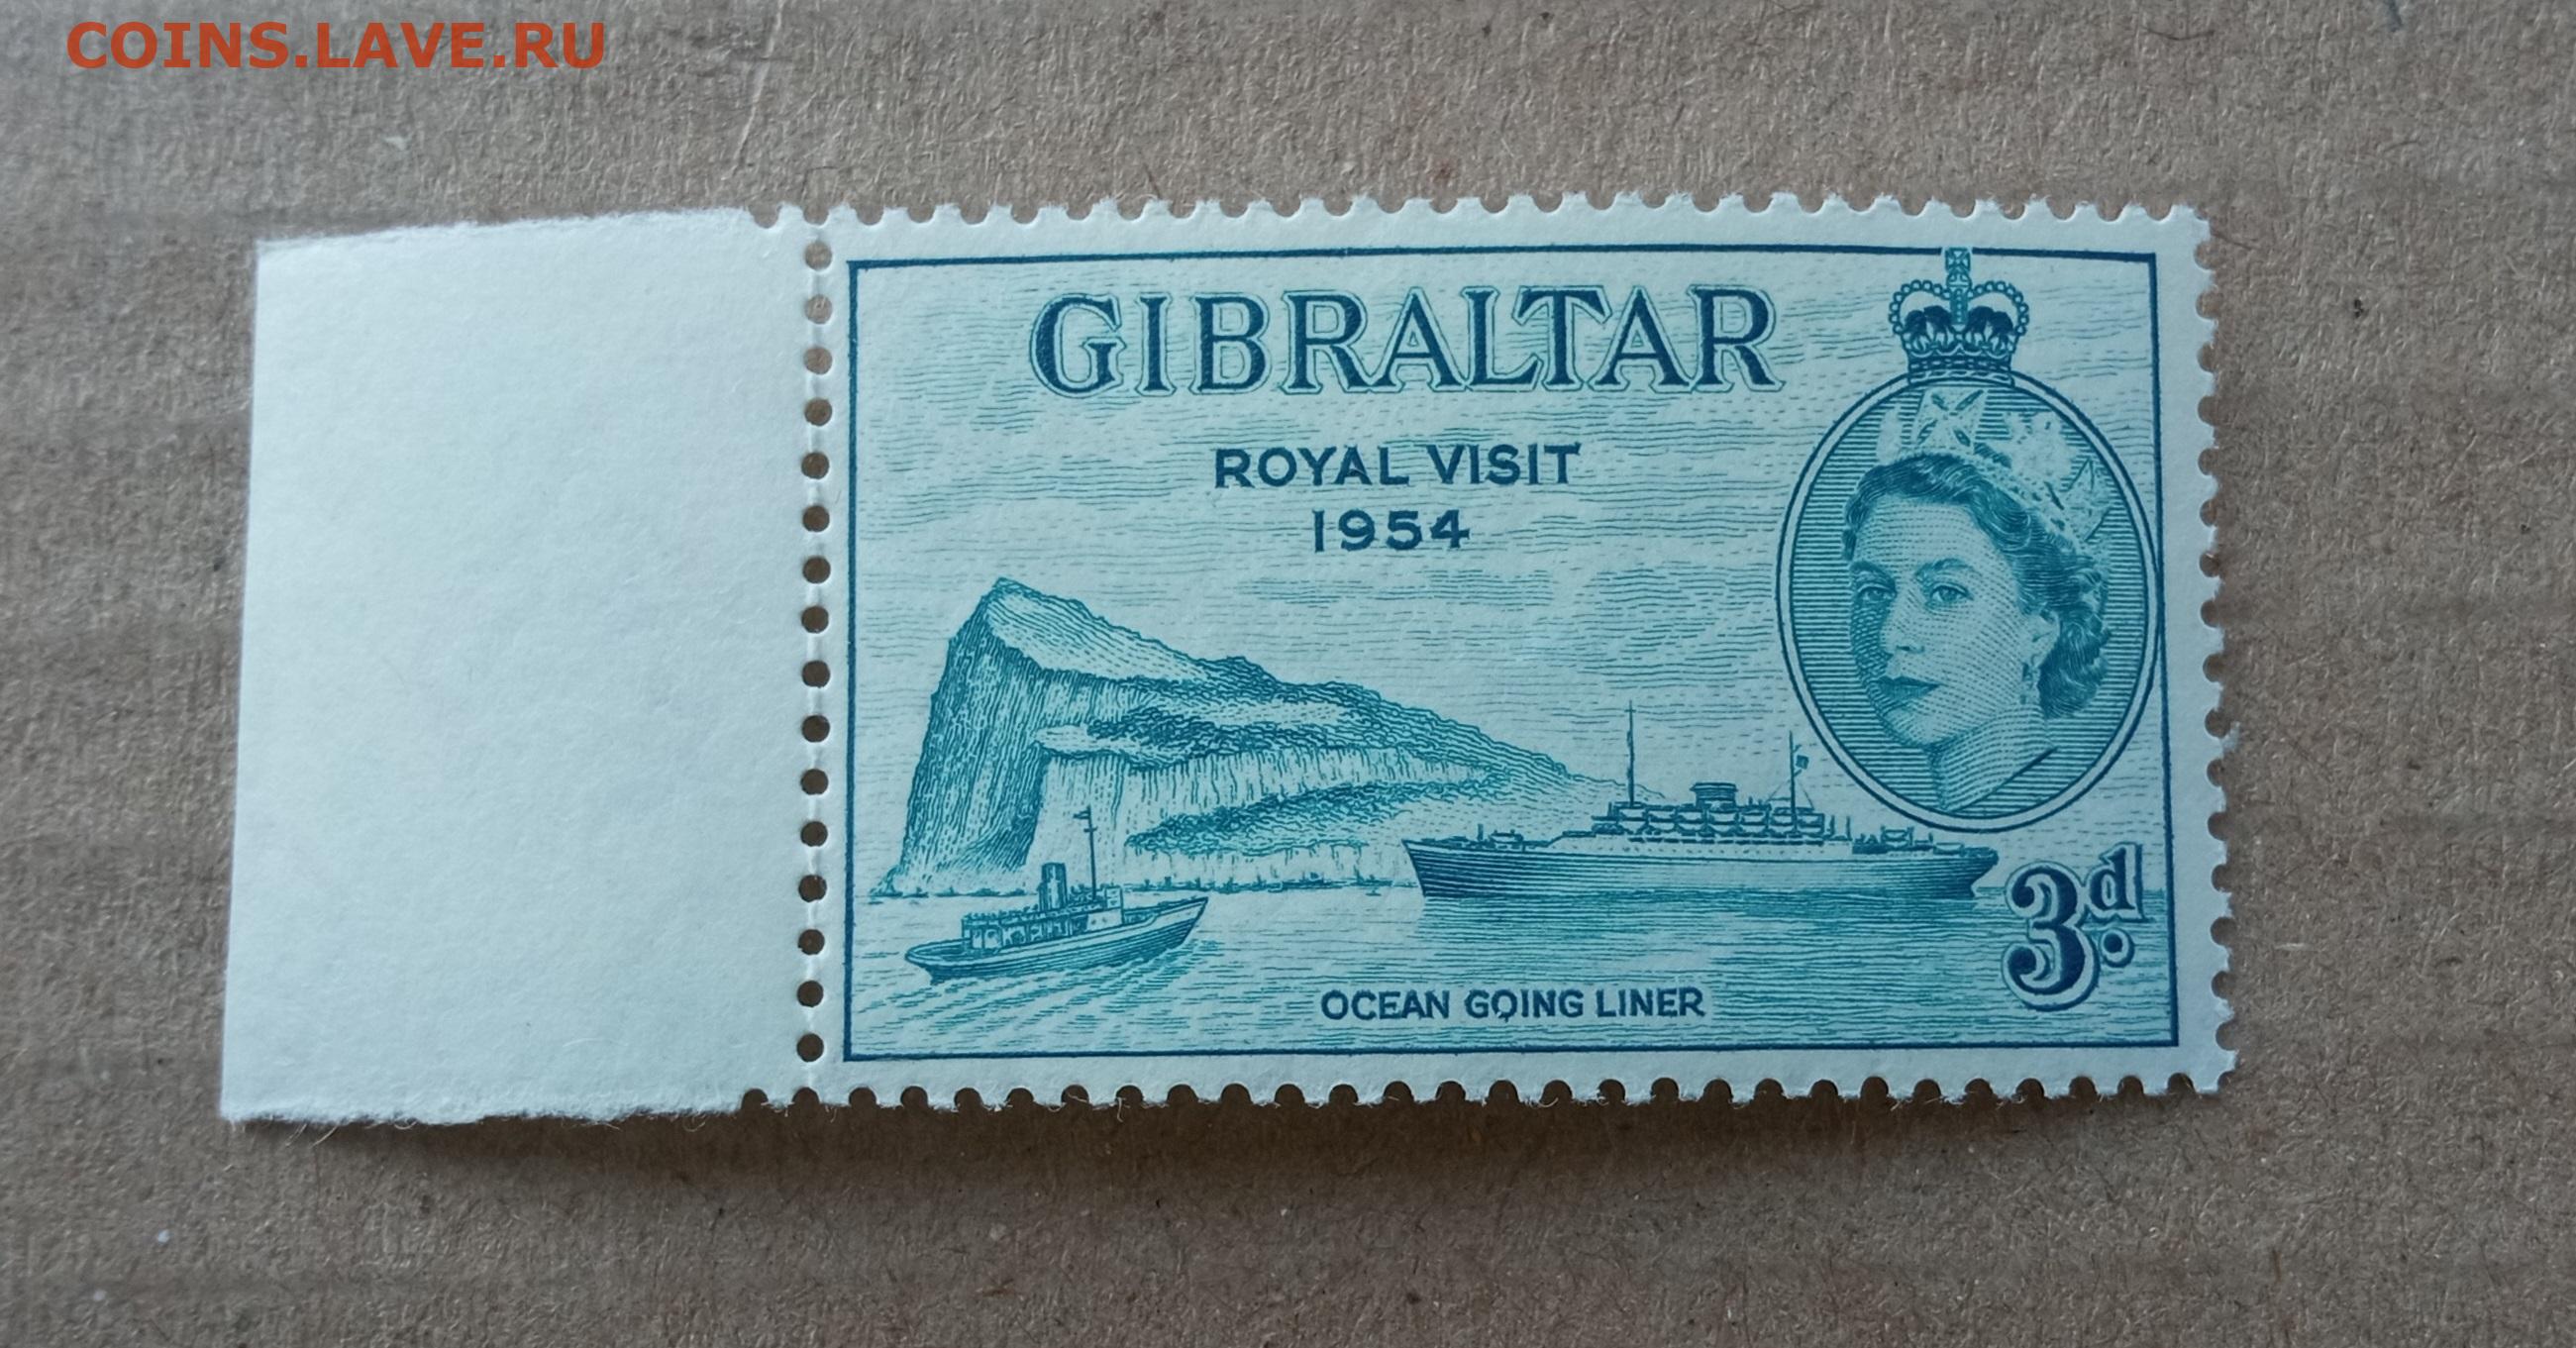 COINS.LAVE.RU
GIBRALTAR
ROYAL VISIT
1954
3d.
OCEAN GOING LINER